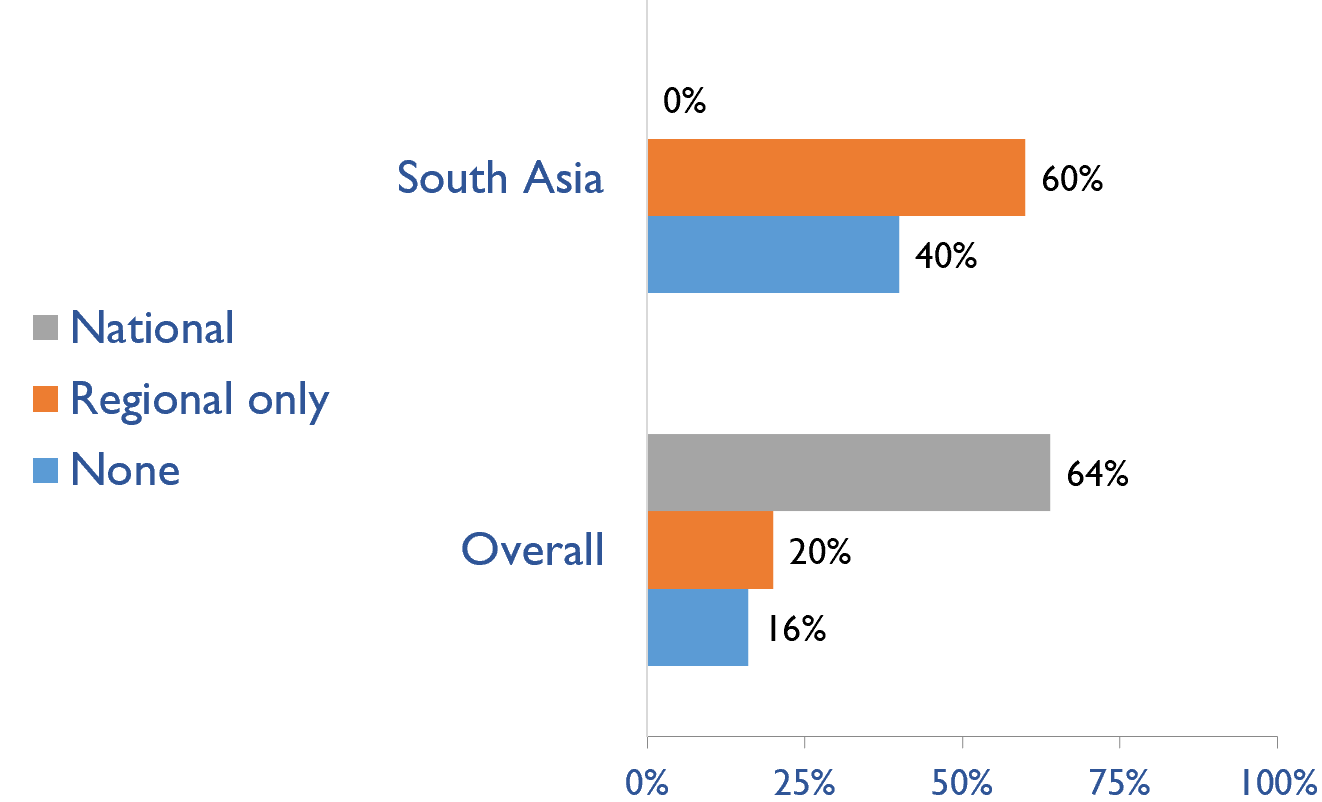 0%
South Asia
60%
40%
National
Regional only
None
64%
Overall
20%
16%
0% 25% 50% 75% 100%